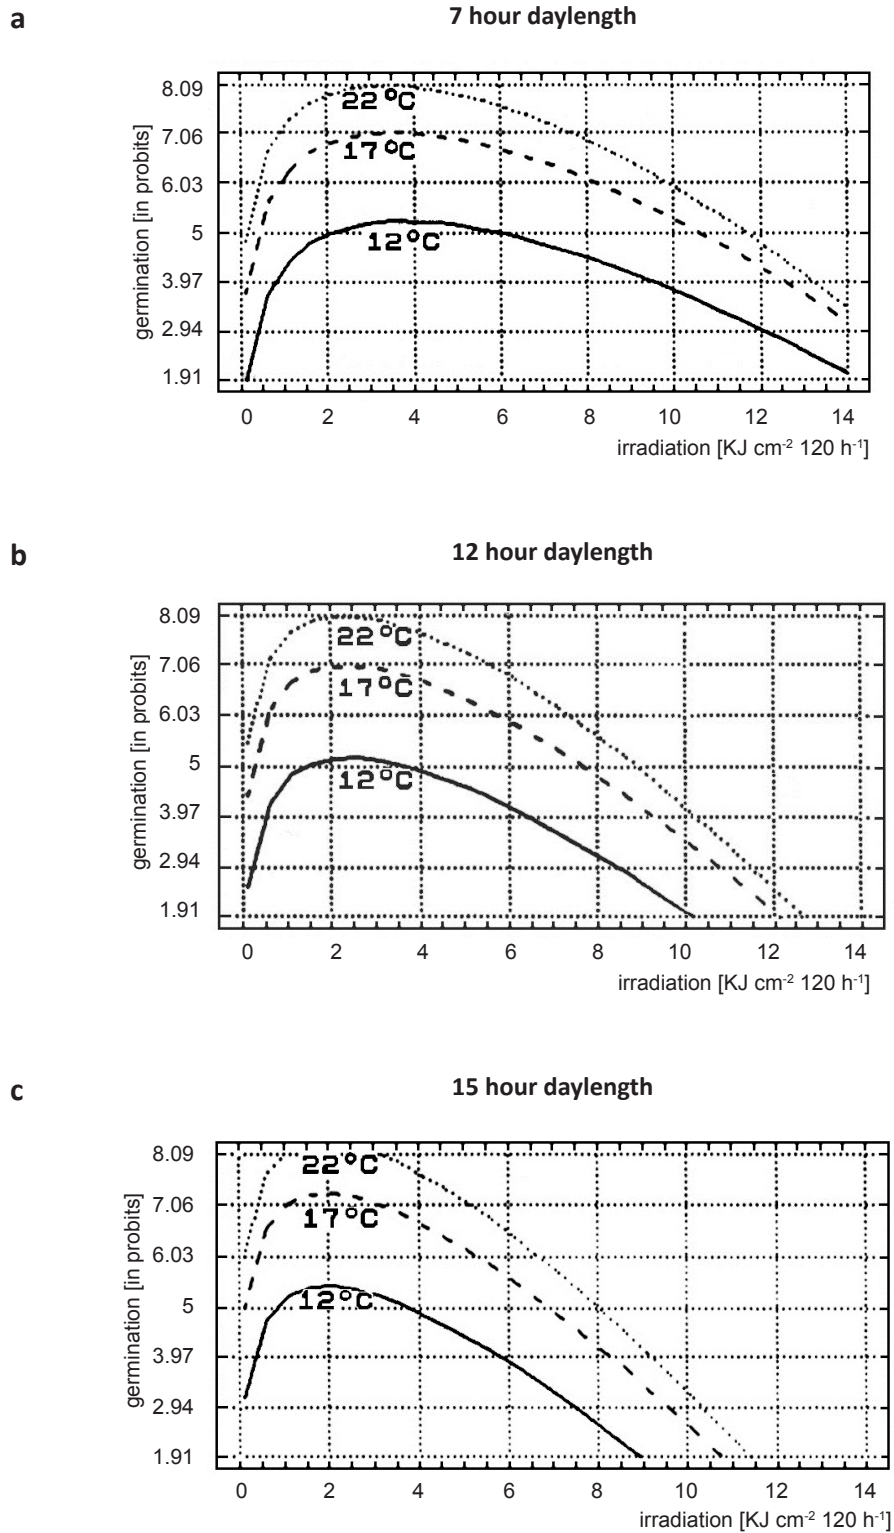 a
7 hour daylength
germination [in probits]
8.09
7.06
6.03
5
3.97
2.94
1.91
22°C
17°C
12°C
0 2 4 6 8 10 12 14
irradiation [KJ cm-2 120 h-1]
b
12 hour daylength
germination [in probits]
8.09
7.06
6.03
5
3.97
2.94
1.91
22°C
17°C
12°C
0 2 4 6 8 10 12 14
irradiation [KJ cm-2 120 h-1]
c
15 hour daylength
germination [in probits]
8.09
7.06
6.03
5
3.97
2.94
1.91
22°C
17°C
12°C
0 2 4 6 8 10 12 14
irradiation [KJ cm-2 120 h-1]